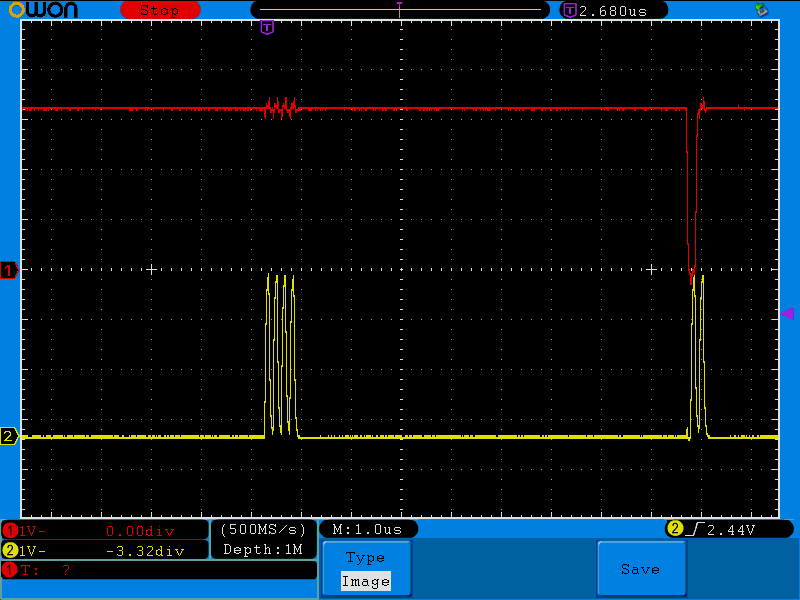 OWON Stop T 2.680us
T
1
2
1 1V- 0.00div (500MS/s) M:1.0us 2 2.44V
2 1V- -3.32div Depth:1M
1 T: ? Type
Image Save